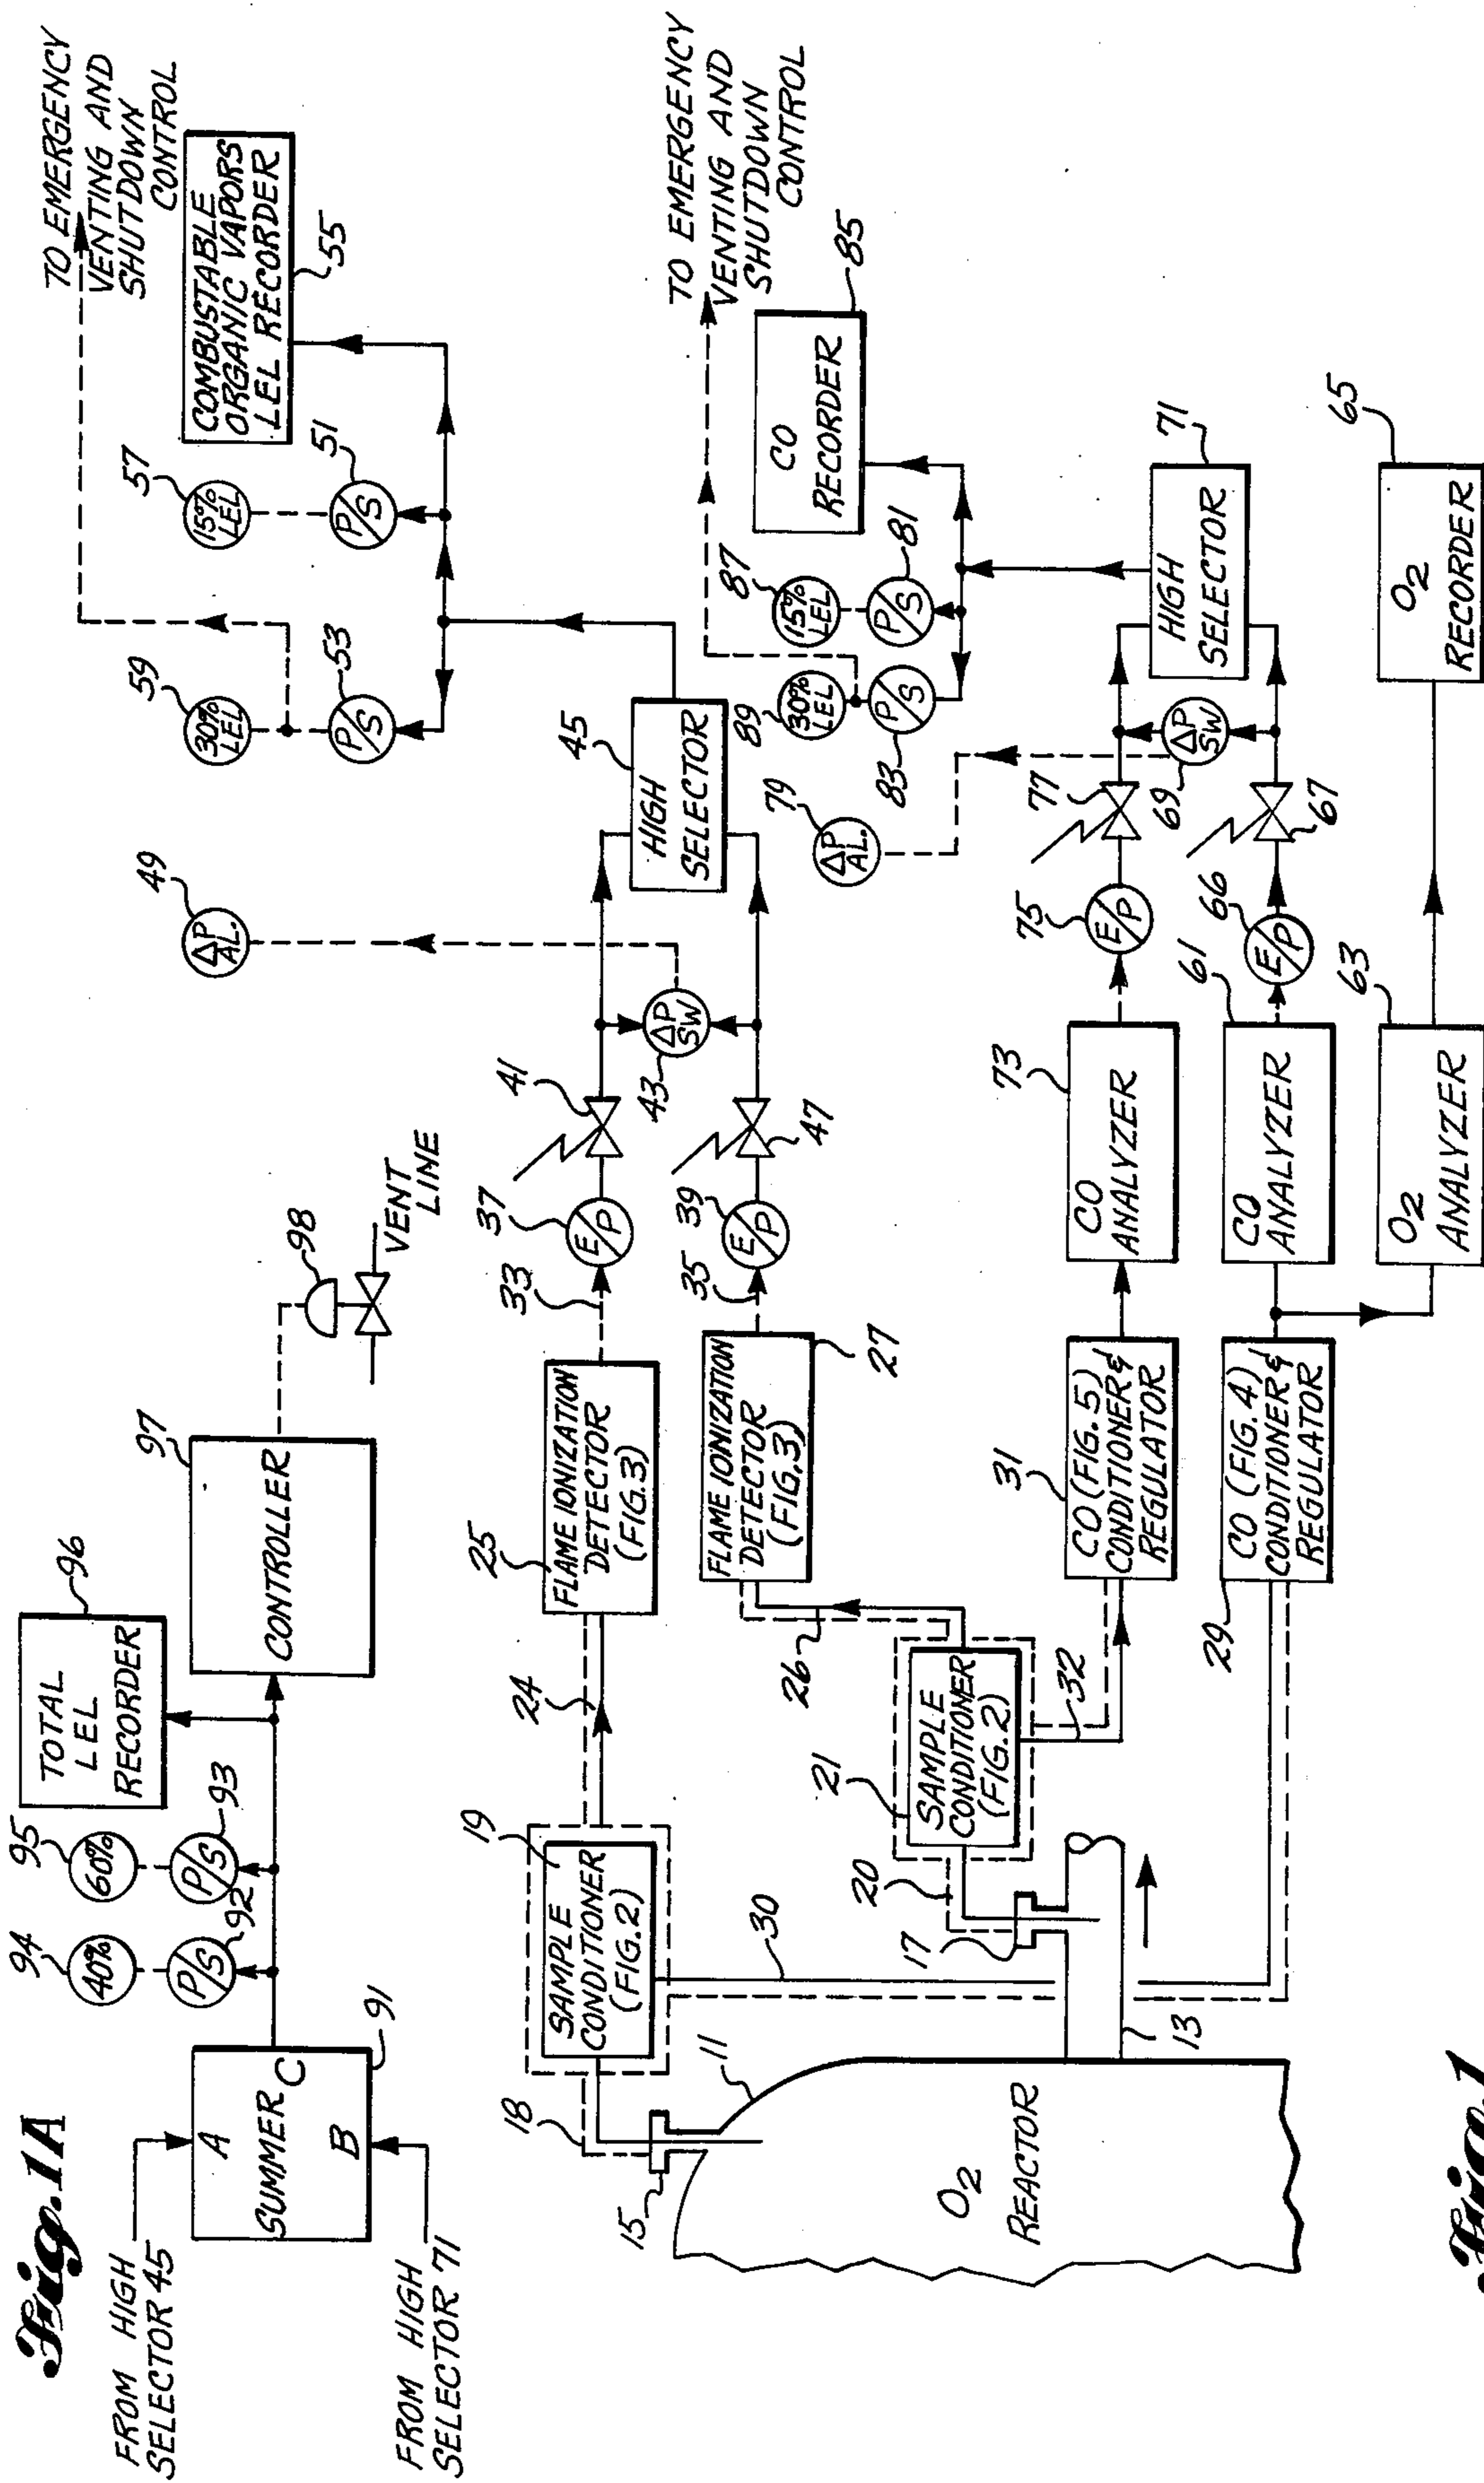 Fig.1A
FROM HIGH
SELECTOR 45
FROM HIGH
SELECTOR 71
A
SUMMER
C
B
91
94
40%
P/S
92
95
60%
P/S
93
TOTAL
LEL
RECORDER
96
CONTROLLER
97
98
VENT
LINE
TO EMERGENCY
VENTING AND
SHUTDOWN
CONTROL
COMBUSTABLE
ORGANIC VAPORS
LEL RECORDER
55
57
15%
LEL
P/S
51
59
30%
LEL
P/S
53
49
ΔP
AL.
45
HIGH
SELECTOR
41
43
ΔP
SW
47
37
E/P
33
39
E/P
35
25
FLAME IONIZATION
DETECTOR
(FIG.3)
FLAME IONIZATION
DETECTOR
(FIG.3)
27
24
26
19
SAMPLE
CONDITIONER
(FIG.2)
18
15
11
30
21
SAMPLE
CONDITIONER
(FIG.2)
20
17
32
13
O2
REACTOR
31
CO (FIG.5)
CONDITIONER &
REGULATOR
29
CO (FIG.4)
CONDITIONER &
REGULATOR
73
CO
ANALYZER
61
CO
ANALYZER
63
O2
ANALYZER
75
E/P
66
E/P
77
67
69
ΔP
SW
79
ΔP
AL.
71
HIGH
SELECTOR
65
O2
RECORDER
89
30%
LEL
83
P/S
87
15%
LEL
P/S
81
CO
RECORDER
85
TO EMERGENCY
VENTING AND
SHUTDOWN
CONTROL
Fig.1